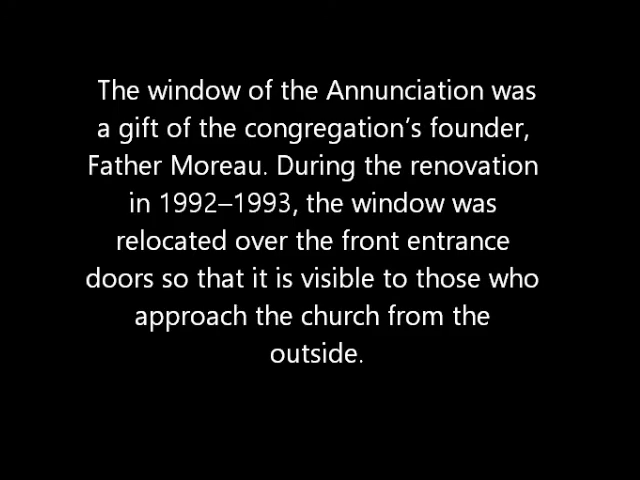 The window of the Annunciation was
a gift of the congregation’s founder,
Father Moreau. During the renovation
in 1992–1993, the window was
relocated over the front entrance
doors so that it is visible to those who
approach the church from the
outside.